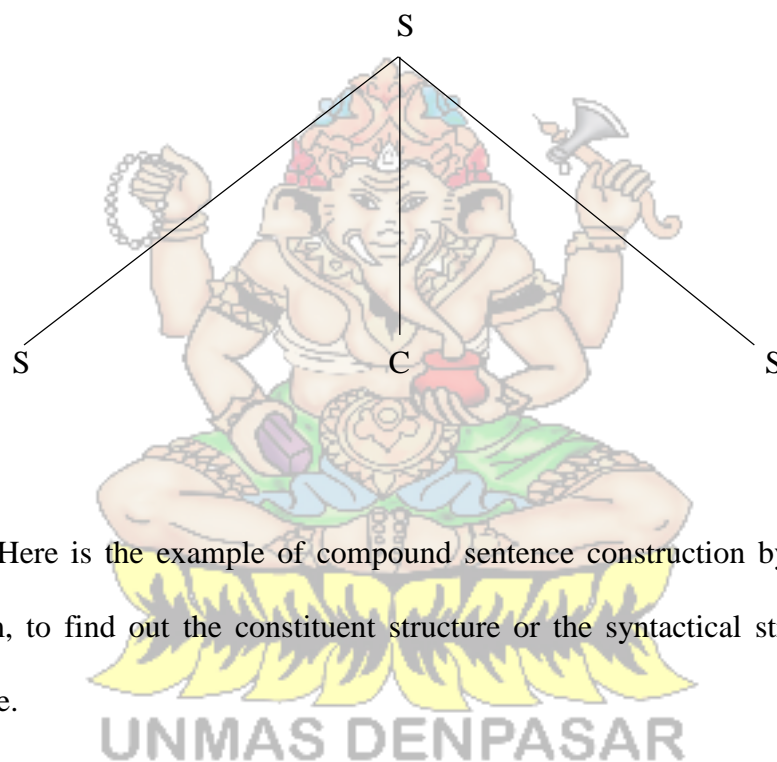 S
S C S
Here is the example of compound sentence construction by
, to find out the constituent structure or the syntactical
UNMAS DENPASAR